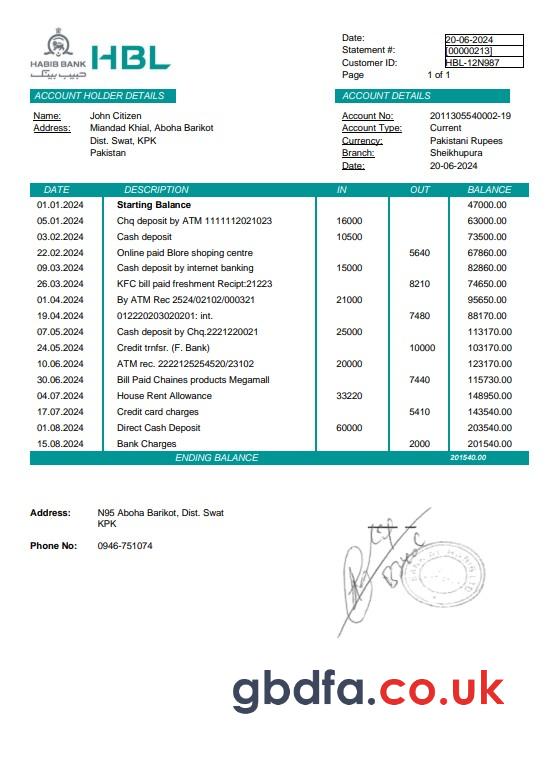 Date: 20-06-2024
Statement #: [00000213]
Customer ID: HBL-12N987
Page 1 of 1
HABIB BANK HBL
حبیب بینک
ACCOUNT HOLDER DETAILS
ACCOUNT DETAILS
Name: John Citizen
Address: Miandad Khial, Aboha Barikot
Dist. Swat, KPK
Pakistan
Account No: 2011305540002-19
Account Type: Current
Currency: Pakistani Rupees
Branch: Sheikhupura
Date: 20-06-2024
DATE DESCRIPTION IN OUT BALANCE
01.01.2024 Starting Balance 47000.00
05.01.2024 Chq deposit by ATM 1111112021023 16000 63000.00
03.02.2024 Cash deposit 10500 73500.00
22.02.2024 Online paid Blore shoping centre 5640 67860.00
09.03.2024 Cash deposit by internet banking 15000 82860.00
26.03.2024 KFC bill paid freshment Recipt:21223 8210 74650.00
01.04.2024 By ATM Rec 2524/02102/000321 21000 95650.00
19.04.2024 012220203020201: int. 7480 88170.00
07.05.2024 Cash deposit by Chq.2221220021 25000 113170.00
24.05.2024 Credit trnfsr. (F. Bank) 10000 103170.00
10.06.2024 ATM rec. 2222125254520/23102 20000 123170.00
30.06.2024 Bill Paid Chaines products Megamall 7440 115730.00
04.07.2024 House Rent Allowance 33220 148950.00
17.07.2024 Credit card charges 5410 143540.00
01.08.2024 Direct Cash Deposit 60000 203540.00
15.08.2024 Bank Charges 2000 201540.00
ENDING BALANCE 201540.00
Address: N95 Aboha Barikot, Dist. Swat
KPK
Phone No: 0946-751074
gbdfa.co.uk